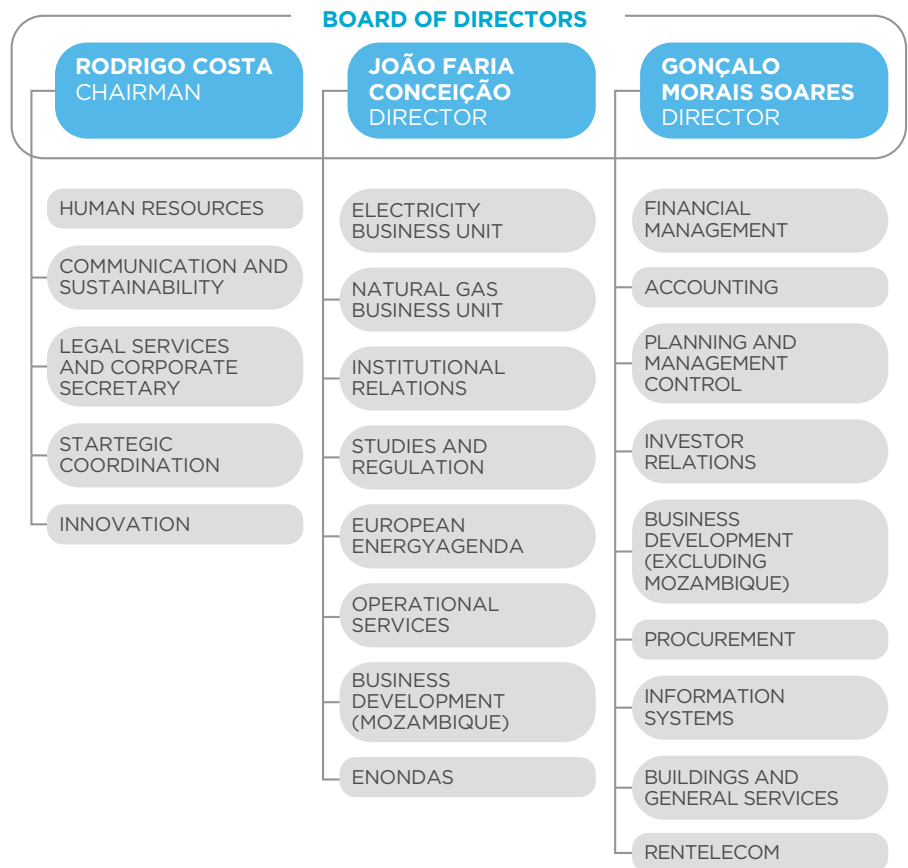 BOARD OF DIRECTORS
RODRIGO COSTA
CHAIRMAN
HUMAN RESOURCES
COMMUNICATION AND
SUSTAINABILITY
LEGAL SERVICES
AND CORPORATE
SECRETARY
STARTEGIC
COORDINATION
INNOVATION
JOÃO FARIA
CONCEIÇÃO
DIRECTOR
ELECTRICITY
BUSINESS UNIT
NATURAL GAS
BUSINESS UNIT
INSTITUTIONAL
RELATIONS
STUDIES AND
REGULATION
EUROPEAN
ENERGYAGENDA
OPERATIONAL
SERVICES
BUSINESS
DEVELOPMENT
(MOZAMBIQUE)
ENONDAS
GONÇALO
MORAIS SOARES
DIRECTOR
FINANCIAL
MANAGEMENT
ACCOUNTING
PLANNING AND
MANAGEMENT
CONTROL
INVESTOR
RELATIONS
BUSINESS
DEVELOPMENT
(EXCLUDING
MOZAMBIQUE)
PROCUREMENT
INFORMATION
SYSTEMS
BUILDINGS AND
GENERAL SERVICES
RENTELECOM